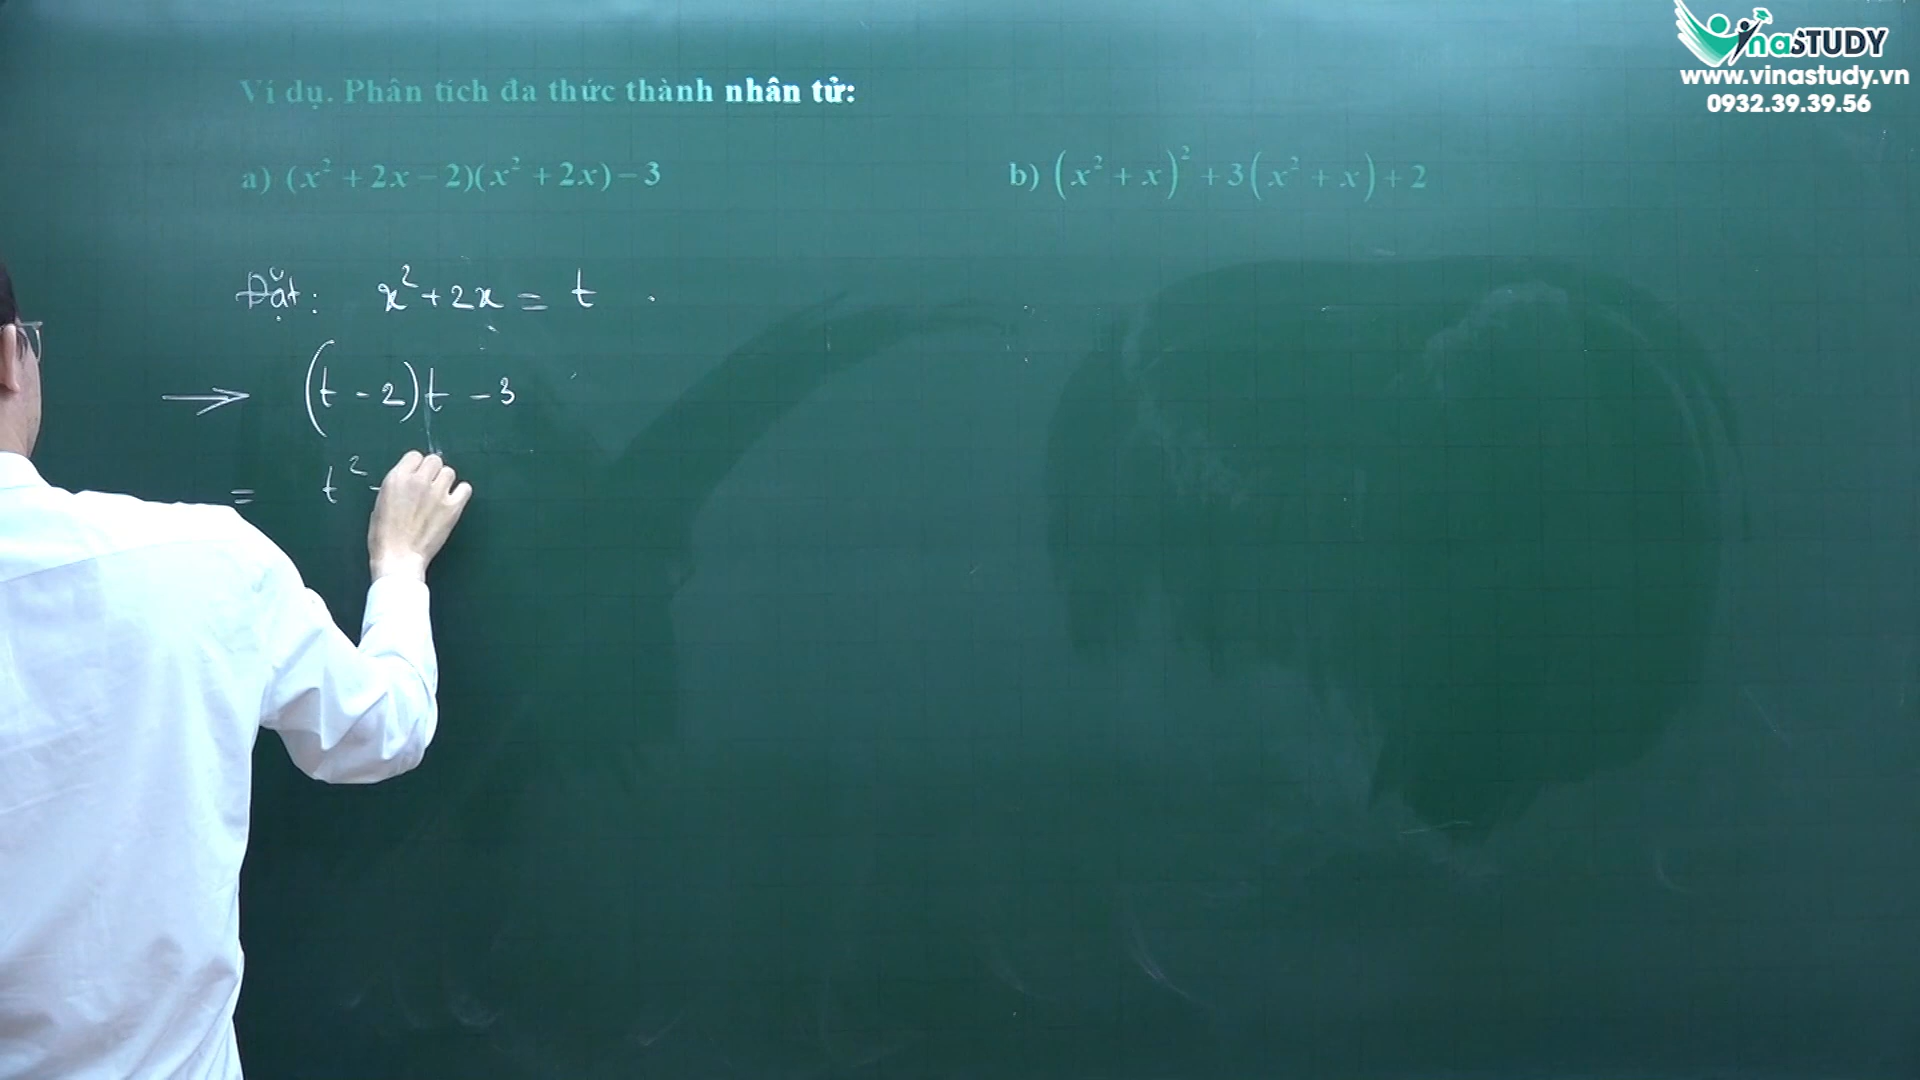 VinaSTUDY
www.vinastudy.vn
0932.39.39.56
Ví dụ. Phân tích đa thức thành nhân tử:
a) (x² + 2x − 2)(x² + 2x) − 3
b) (x² + x)² + 3(x² + x) + 2
Đặt: x² + 2x = t
→ (t − 2)t − 3
= t² −